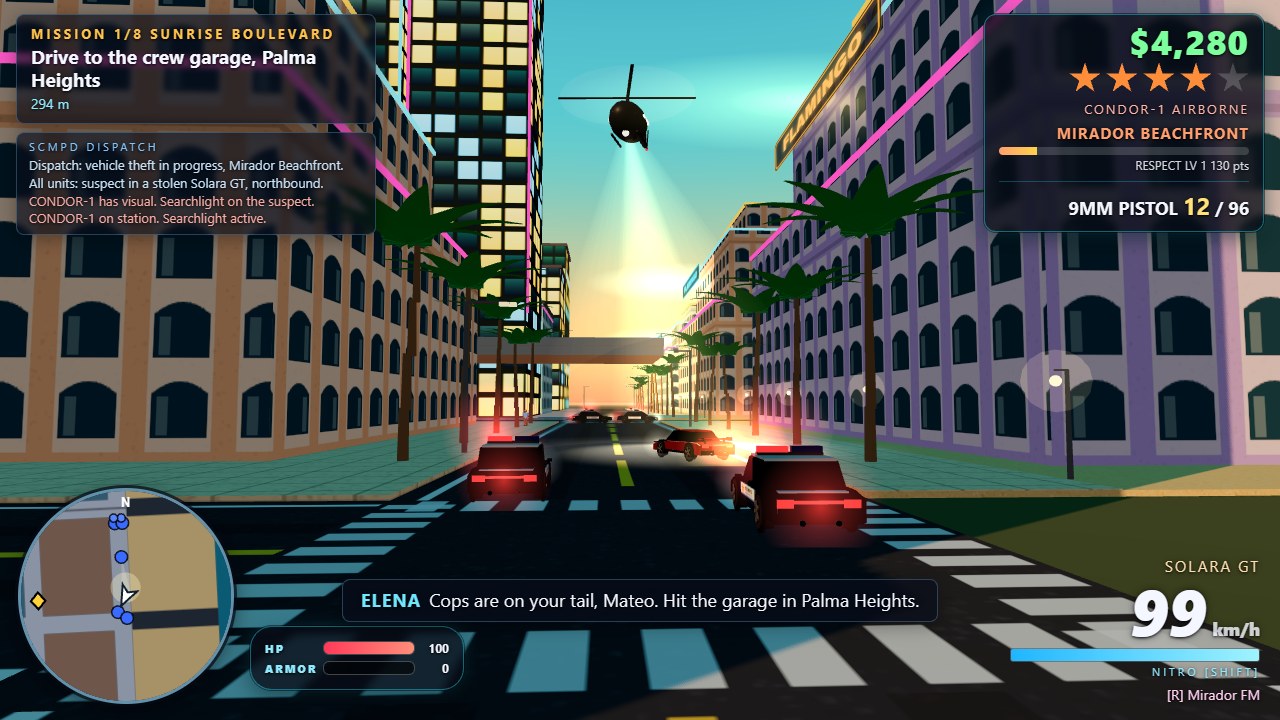 MISSION 1/8 SUNRISE BOULEVARD
Drive to the crew garage, Palma
Heights
294 m
SCMPD DISPATCH
Dispatch: vehicle theft in progress, Mirador Beachfront.
All units: suspect in a stolen Solara GT, northbound.
CONDOR-1 has visual. Searchlight on the suspect.
CONDOR-1 on station. Searchlight active.
FLAMINGO
$4,280
CONDOR-1 AIRBORNE
MIRADOR BEACHFRONT
RESPECT LV 1 130 pts
9MM PISTOL 12 / 96
N
ELENA Cops are on your tail, Mateo. Hit the garage in Palma Heights.
HP 100
ARMOR 0
SOLARA GT
99 km/h
NITRO [SHIFT]
[R] Mirador FM